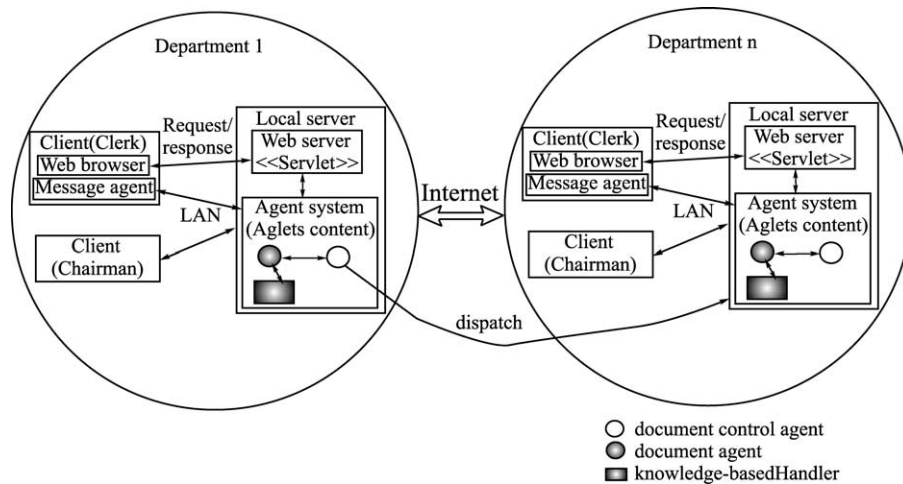 Department 1
Local server
Request/
response
Client(Clerk)
Web server
<<Servlet>>
Web browser
Message agent
LAN
Agent system
(Aglets content)
Client
(Chairman)
Internet
dispatch
Department n
Local server
Request/
response
Client(Clerk)
Web server
<<Servlet>>
Web browser
Message agent
LAN
Agent system
(Aglets content)
Client
(Chairman)
document control agent
document agent
knowledge-basedHandler